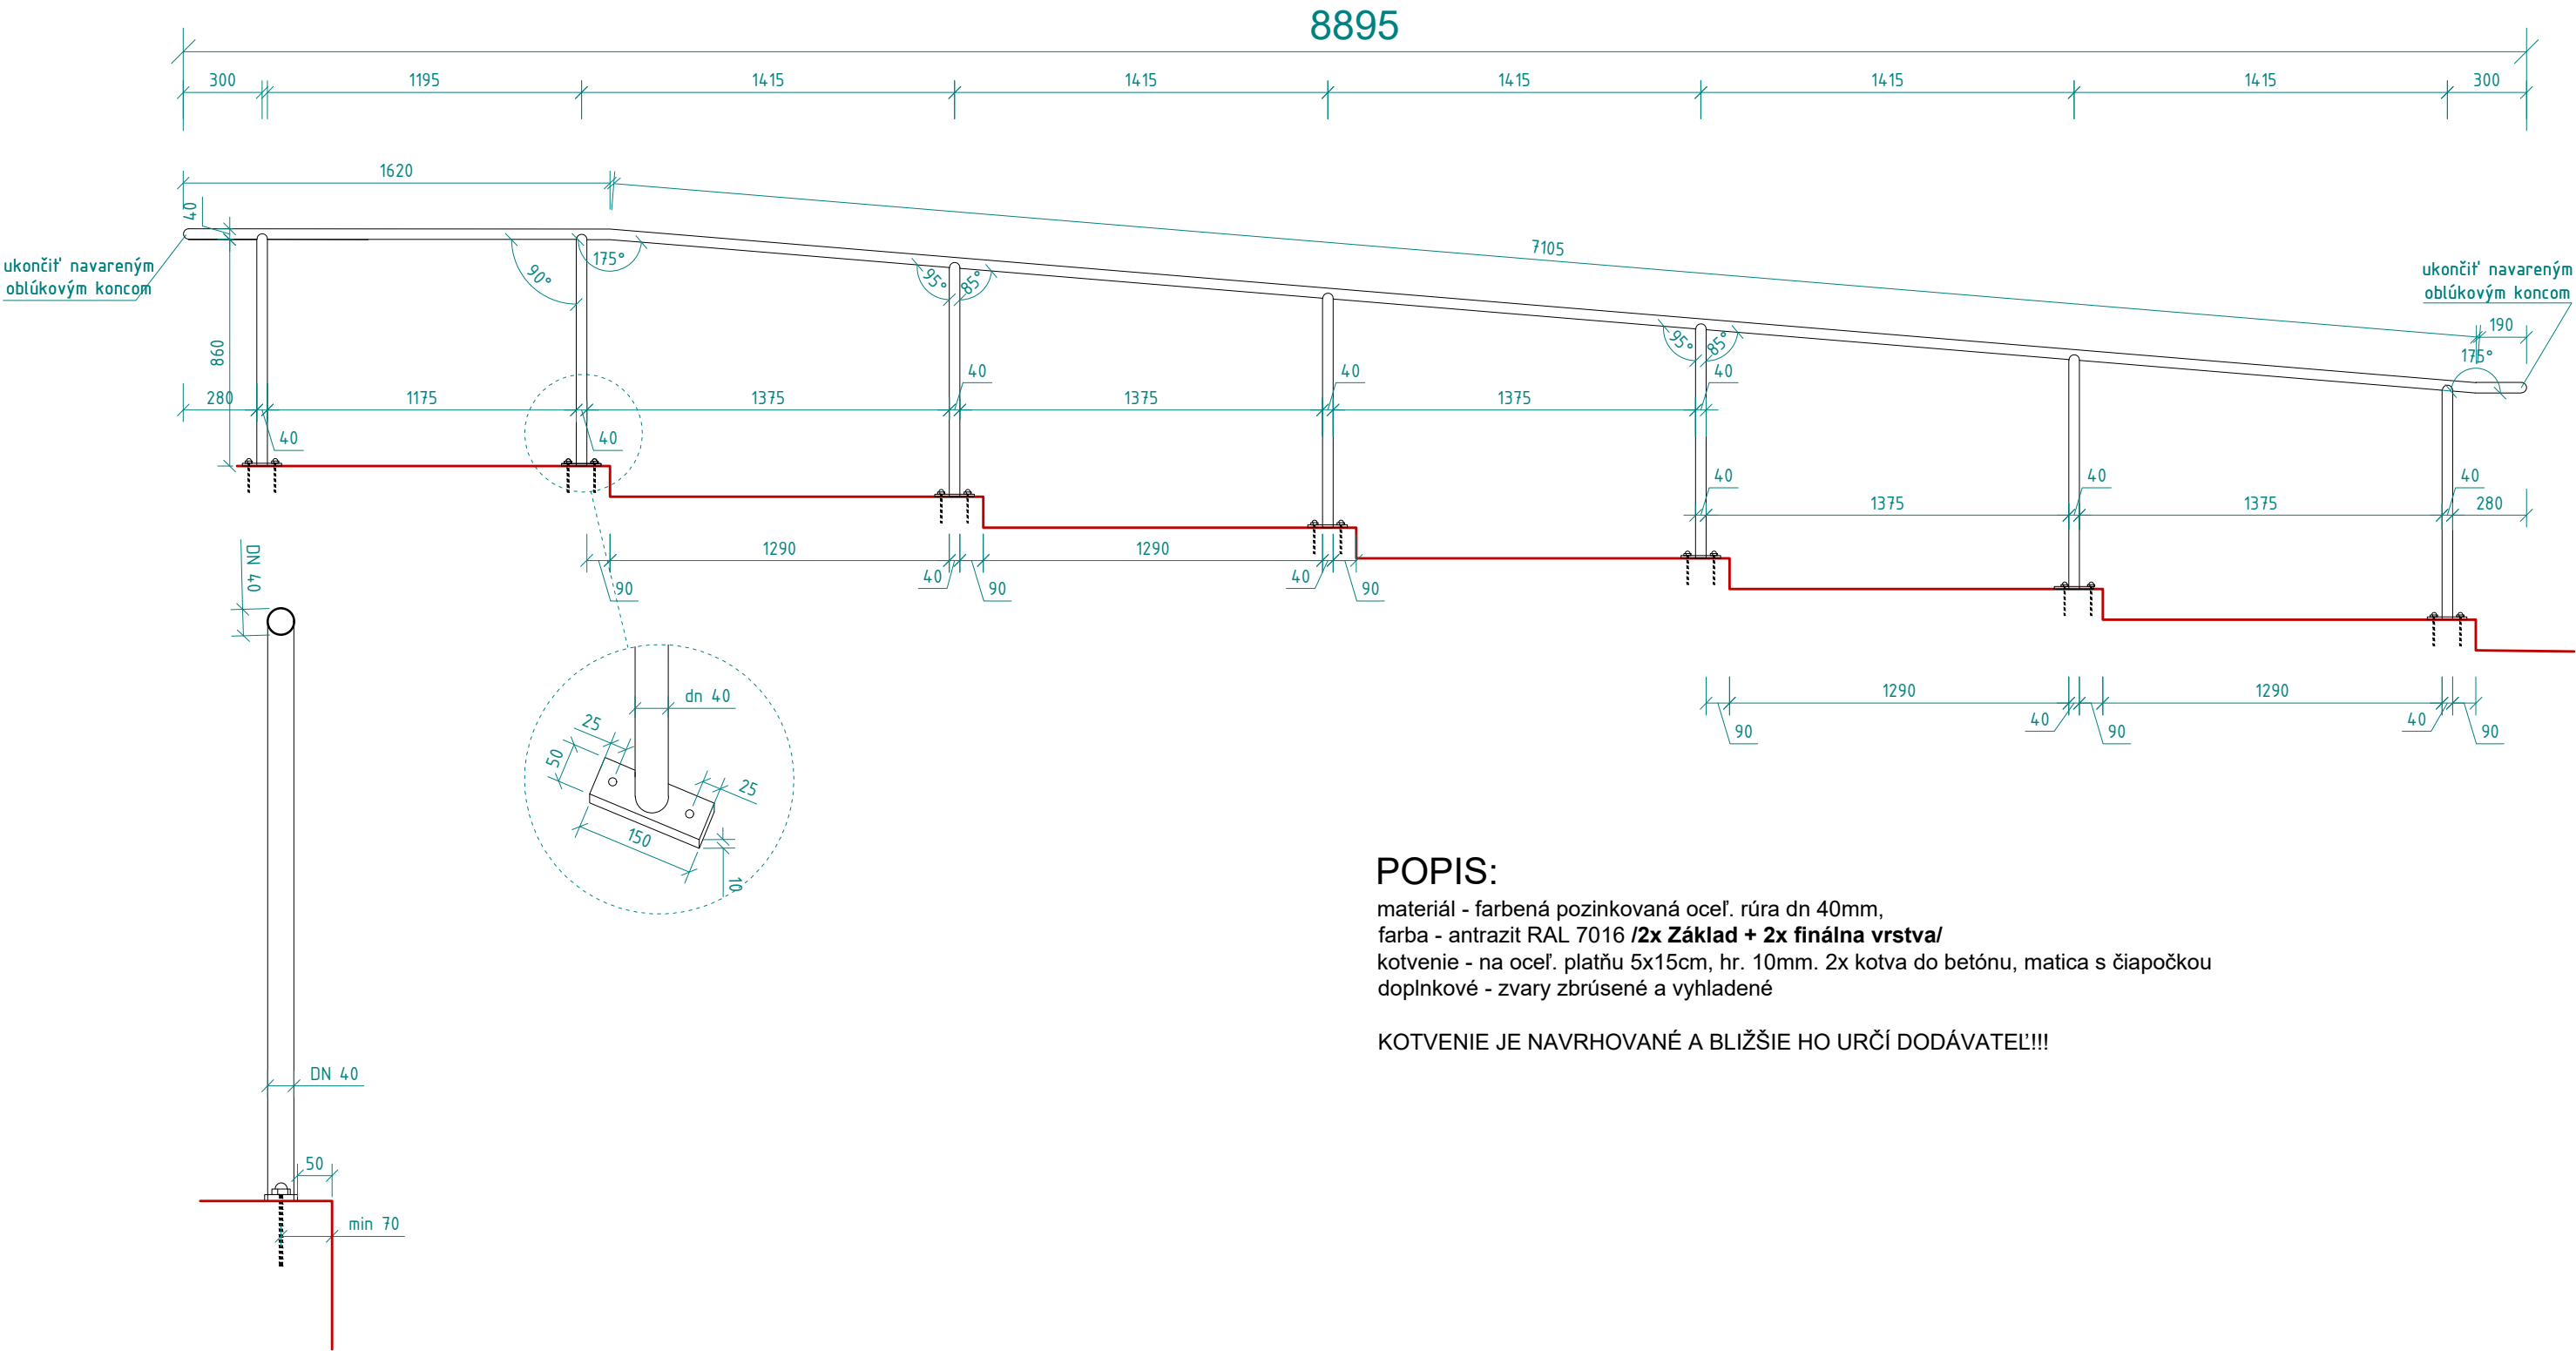 8895
300 1195 1415 1415 1415 1415 1415 300
1620
7105
40
ukončiť navareným
oblúkovým koncom
90°
175°
95° 85°
95° 85°
860
ukončiť navareným
oblúkovým koncom
190
175°
40 40 40
280 1175 1375 1375 1375
40 40
40 40 40
1375 1375 280
1290 1290
90 40 90 40 90
1290 1290
90 40 90 40 90
DN 40
dn 40
25
50
25
150
10
DN 40
50
min 70
POPIS:
materiál - farbená pozinkovaná oceľ. rúra dn 40mm,
farba - antrazit RAL 7016 /2x Základ + 2x finálna vrstva/
kotvenie - na oceľ. platňu 5x15cm, hr. 10mm. 2x kotva do betónu, matica s čiapočkou
doplnkové - zvary zbrúsené a vyhladené
KOTVENIE JE NAVRHOVANÉ A BLIŽŠIE HO URČÍ DODÁVATEĽ!!!